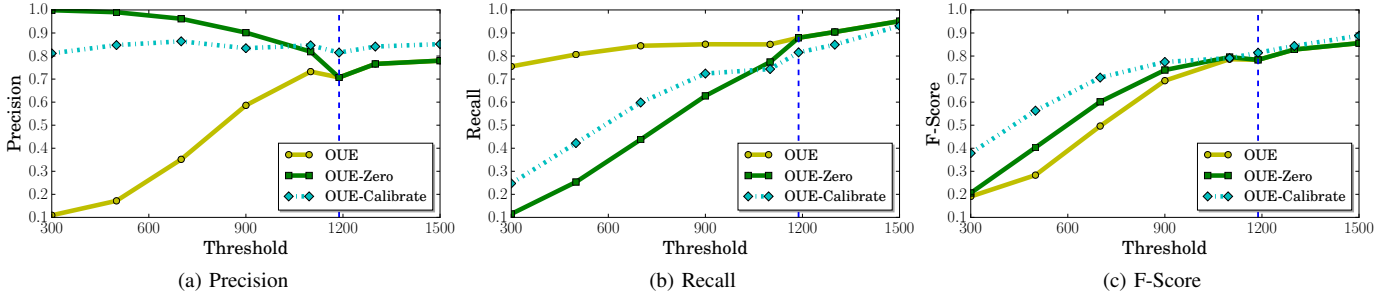 1.0
0.9
0.8
0.7
0.6
0.5
0.4
0.3
0.2
0.1
Precision
OUE
OUE-Zero
OUE-Calibrate
300 600 900 1200 1500
Threshold
(a) Precision
1.0
0.9
0.8
0.7
0.6
0.5
0.4
0.3
0.2
0.1
Recall
OUE
OUE-Zero
OUE-Calibrate
300 600 900 1200 1500
Threshold
(b) Recall
1.0
0.9
0.8
0.7
0.6
0.5
0.4
0.3
0.2
0.1
F-Score
OUE
OUE-Zero
OUE-Calibrate
300 600 900 1200 1500
Threshold
(c) F-Score